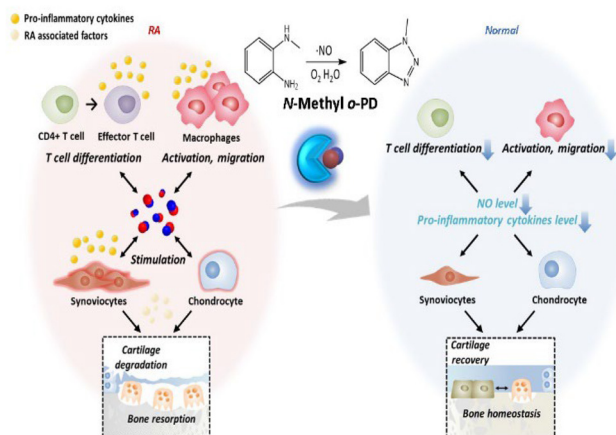 Pro-inflammatory cytokines
RA associated factors
RA
Normal
NH
NH2
·NO
O2 H2O
N
N
N
N-Methyl o-PD
CD4+ T cell
Effector T cell
Macrophages
T cell differentiation
Activation, migration
Stimulation
Synoviocytes
Chondrocyte
Cartilage
degradation
Bone resorption
T cell differentiation
Activation, migration
NO level
Pro-inflammatory cytokines level
Synoviocytes
Chondrocyte
Cartilage
recovery
Bone homeostasis